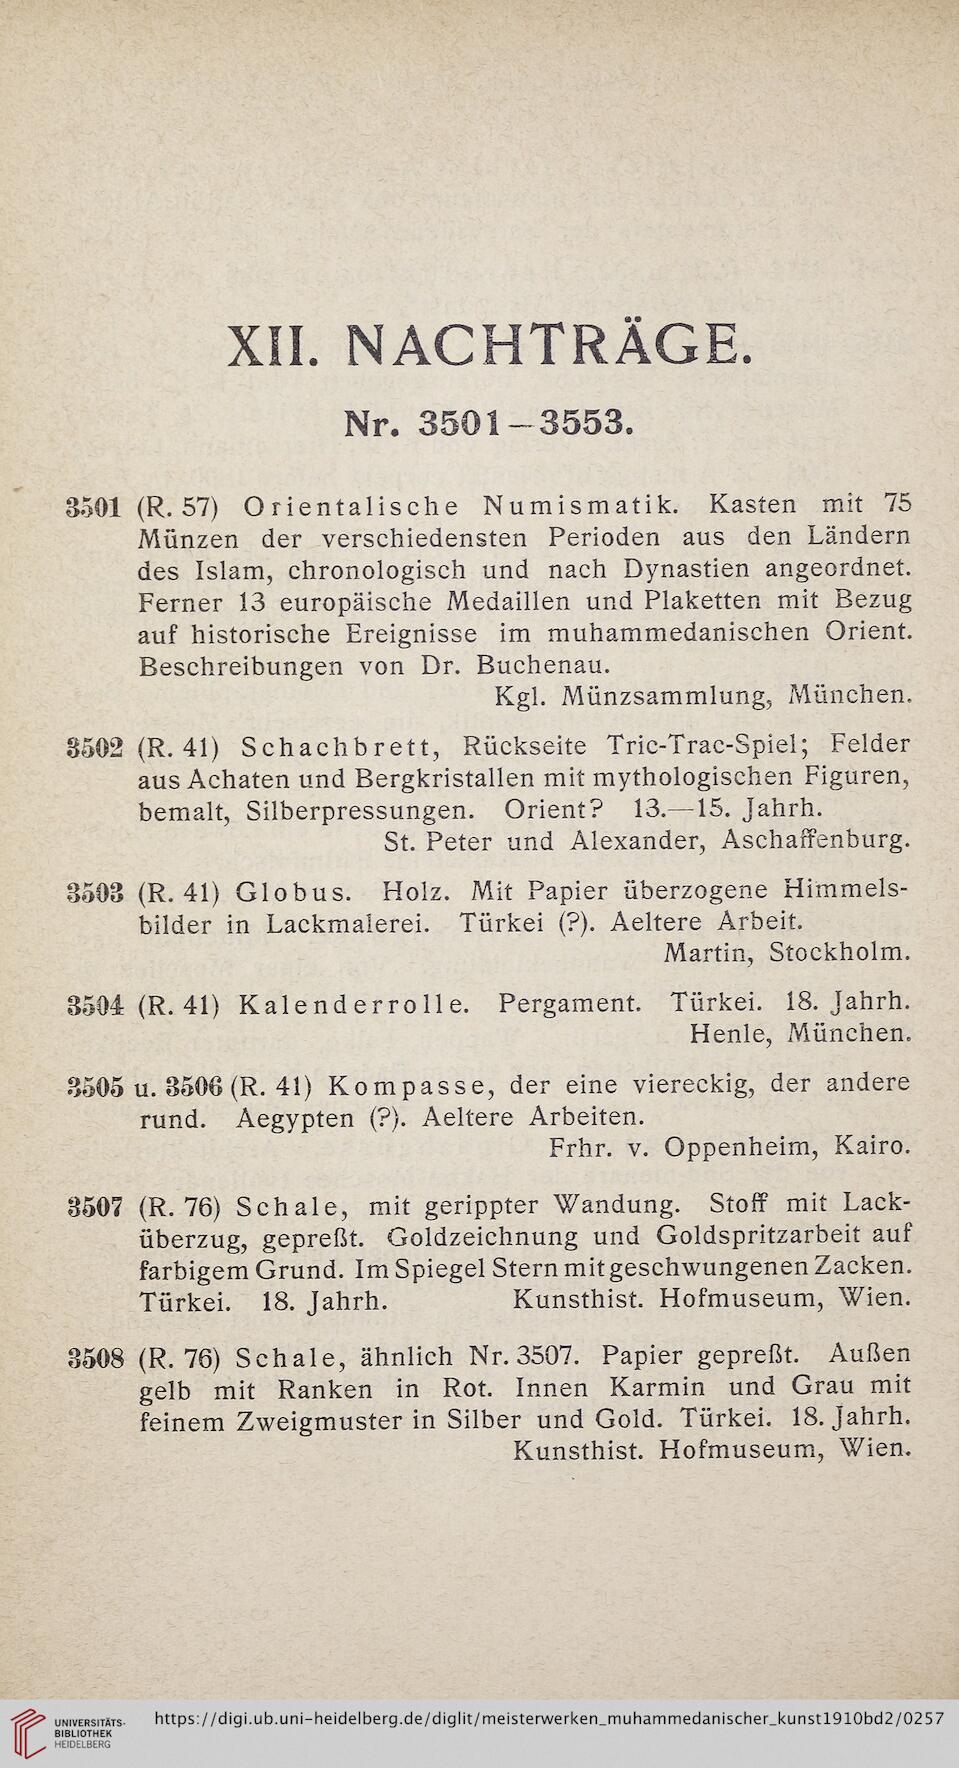 XII. NACHTRÄGE.
Nr. 3501—3553.
3501 (R. 57) Orientalische Numismatik. Kasten mit 75
Münzen der verschiedensten Perioden aus den Ländern
des Islam, chronologisch und nach Dynastien angeordnet.
Ferner 13 europäische Medaillen und Plaketten mit Bezug
auf historische Ereignisse im muhammedanischen Orient.
Beschreibungen von Dr. Buchenau.
Kgl. Münzsammlung, München.
3502 (R. 41) Schachbrett, Rückseite Tric-Trac-Spiel; Felder
aus Achaten und Bergkristallen mit mythologischen Figuren,
bemalt, Silberpressungen. Orient? 13.—15. Jahrh.
St. Peter und Alexander, Aschaffenburg.
3503 (R. 41) Globus. Holz. Mit Papier überzogene Himmels-
bilder in Lackmalerei. Türkei (?). Aeltere Arbeit.
Martin, Stockholm.
3504 (R. 41) Kalenderrolle. Pergament. Türkei. 18. Jahrh.
Henle, München.
3505 u. 3506 (R. 41) Kompasse, der eine viereckig, der andere
rund. Aegypten (?). Aeltere Arbeiten.
Frhr. v. Oppenheim, Kairo.
3507 (R. 76) Schale, mit gerippter Wandung. Stoff mit Lack-
überzug, gepreßt. Goldzeichnung und Goldspritzarbeit auf
farbigem Grund. Im Spiegel Stern mit geschwungenen Zacken.
Türkei. 18. Jahrh. Kunsthist. Hofmuseum, Wien.
3508 (R. 76) Schale, ähnlich Nr. 3507. Papier gepreßt. Außen
gelb mit Ranken in Rot. Innen Karmin und Grau mit
feinem Zweigmuster in Silber und Gold. Türkei. 18. Jahrh.
Kunsthist. Hofmuseum, Wien.
UNIVERSITÄTS-
BIBLIOTHEK
HEIDELBERG
https://digi.ub.uni-heidelberg.de/diglit/meisterwerken_muhammedanischer_kunst1910bd2/0257